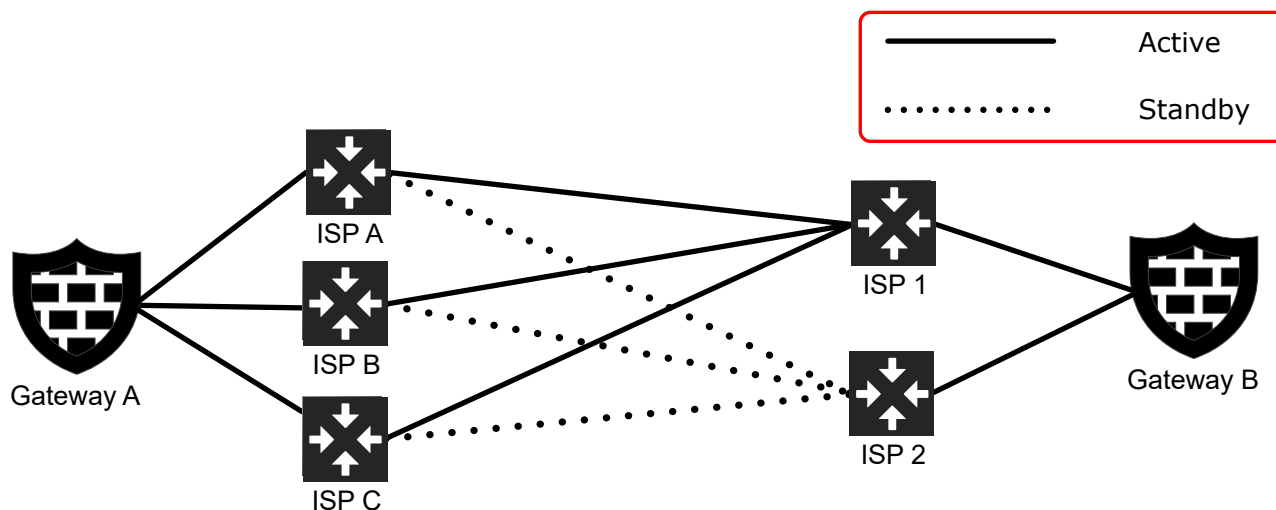 Active
Standby
ISP A
ISP 1
ISP B
Gateway A
Gateway B
ISP 2
ISP C